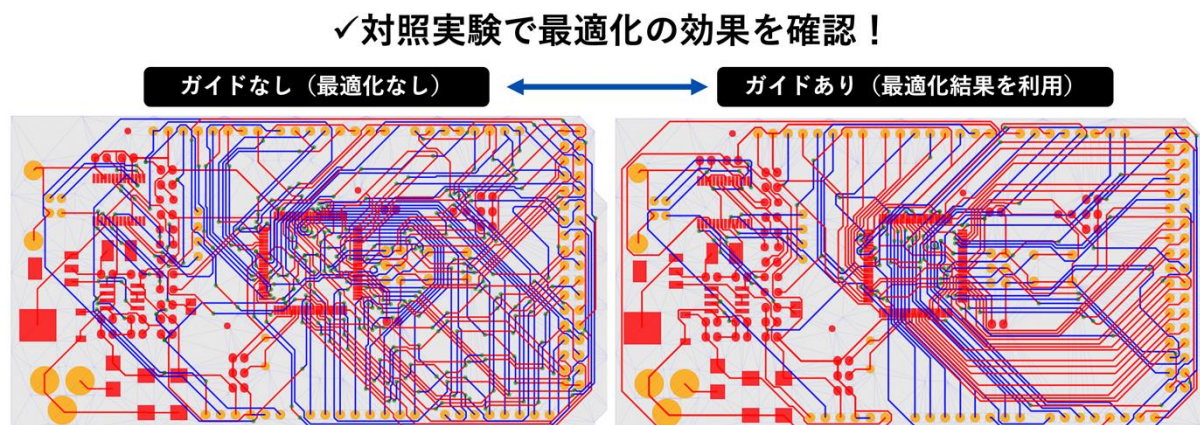 ✓対照実験で最適化の効果を確認！
ガイドなし（最適化なし）
ガイドあり（最適化結果を利用）